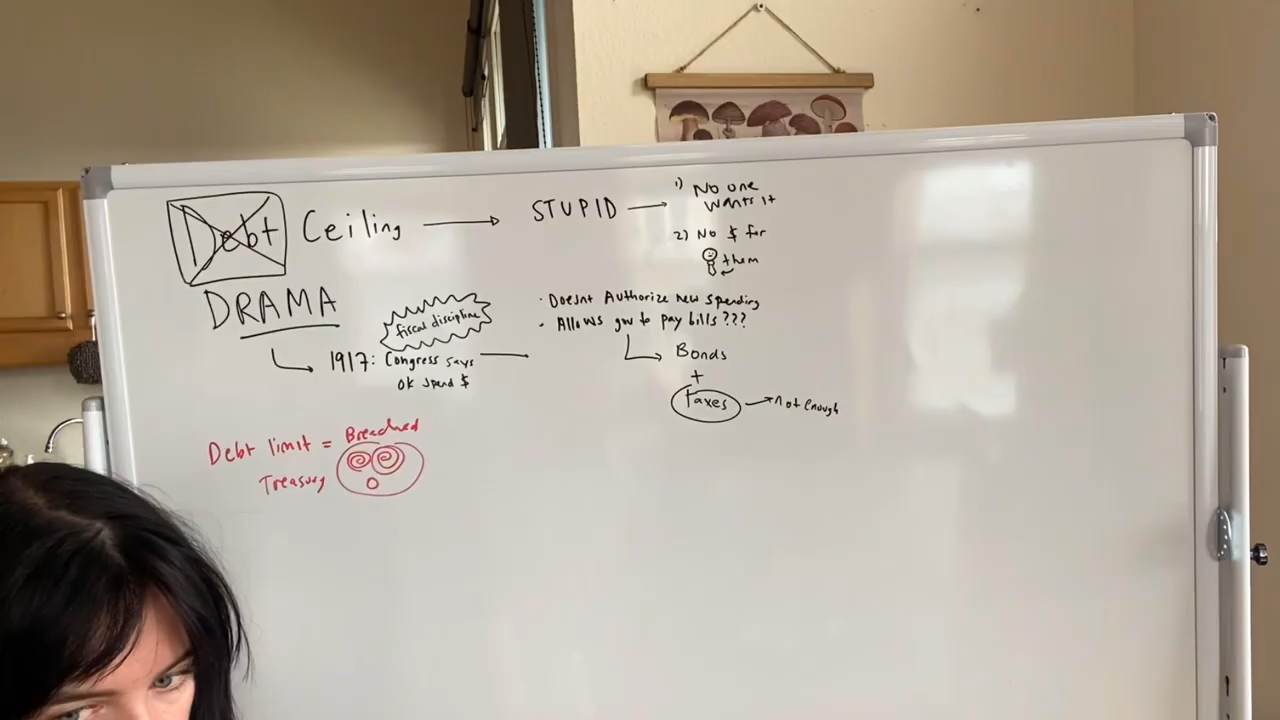 Debt Ceiling → STUPID → 1) No one
wants it
2) No $ for
them
DRAMA
fiscal discipline
1917: Congress says
ok spend $
· Doesnt Authorize new spending
· Allows gov to pay bills???
Bonds
+
taxes → not enough
Debt limit = Breached
Treasury